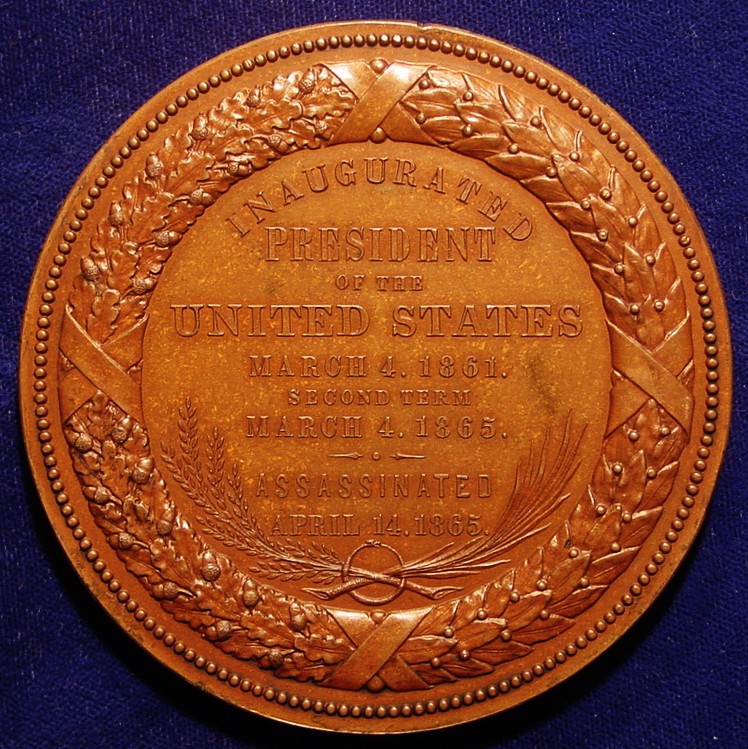 INAUGURATED
PRESIDENT
OF THE
UNITED STATES
MARCH 4. 1861.
SECOND TERM
MARCH 4. 1865.
ASSASSINATED
APRIL 14. 1865.